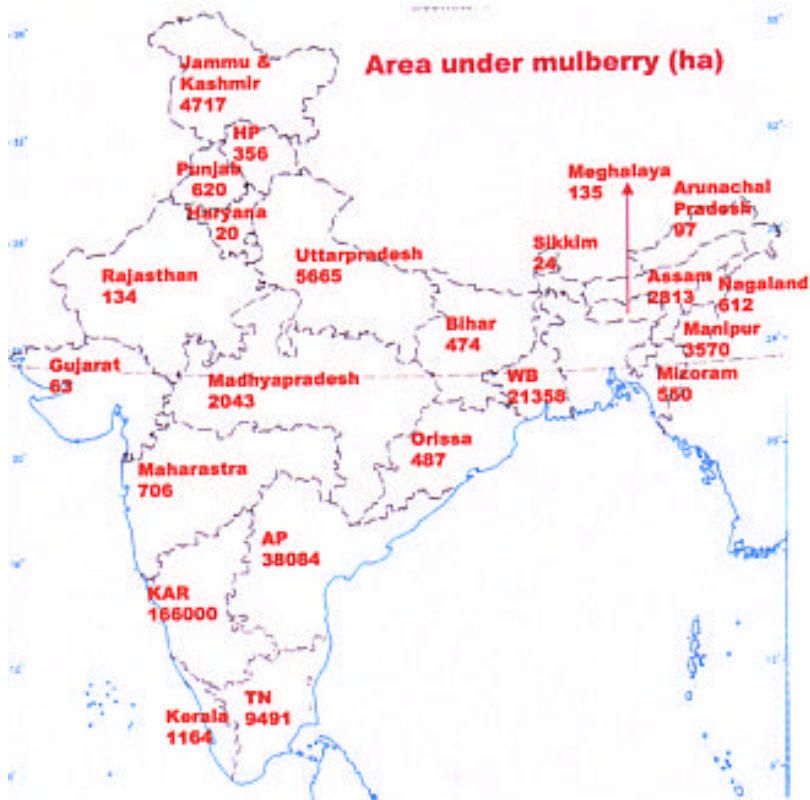 Area under mulberry (ha)
Jammu &
Kashmir
4717
HP
356
Punjab
620
Haryana
20
Meghalaya
135
Arunachal
Pradesh
97
Sikkim
24
Uttarpradesh
5665
Rajasthan
134
Assam
2813
Nagaland
612
Bihar
474
Manipur
3570
Gujarat
63
Madhyapradesh
2043
WB
21358
Mizoram
560
Orissa
487
Maharastra
706
AP
38084
KAR
166000
TN
9491
Kerala
1164